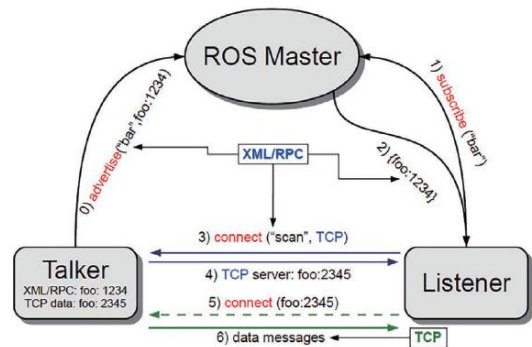 ROS Master
0) advertise("bar",foo:1234)
1) subscribe ("bar")
XML/RPC
2) {foo:1234}
3) connect ("scan", TCP)
4) TCP server: foo:2345
Talker
XML/RPC: foo: 1234
TCP data: foo: 2345
Listener
5) connect (foo:2345)
6) data messages
TCP